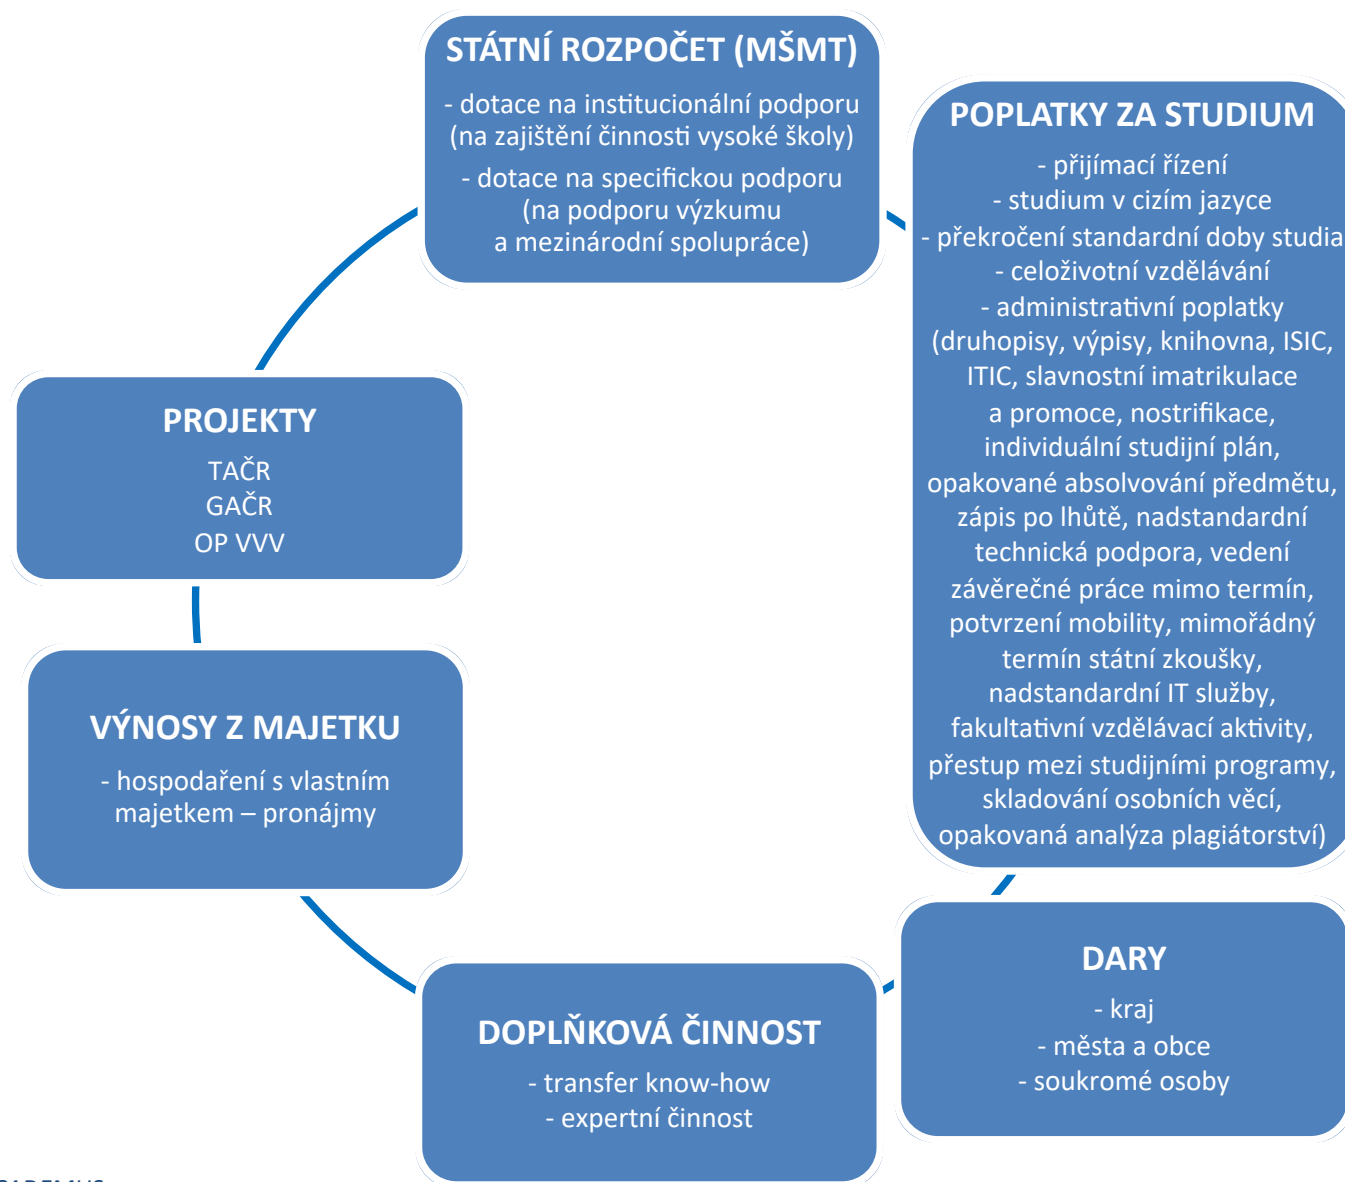 STÁTNÍ ROZPOČET (MŠMT)
- dotace na institucionální podporu
(na zajištění činnosti vysoké školy)
- dotace na specifickou podporu
(na podporu výzkumu
a mezinárodní spolupráce)
POPLATKY ZA STUDIUM
- přijímací řízení
- studium v cizím jazyce
- překročení standardní doby studia
- celoživotní vzdělávání
- administrativní poplatky
(druhopisy, výpisy, knihovna, ISIC,
ITIC, slavnostní imatrikulace
a promoce, nostrifikace,
individuální studijní plán,
opakované absolvování předmětu,
zápis po lhůtě, nadstandardní
technická podpora, vedení
závěrečné práce mimo termín,
potvrzení mobility, mimořádný
termín státní zkoušky,
nadstandardní IT služby,
fakultativní vzdělávací aktivity,
přestup mezi studijními programy,
skladování osobních věcí,
opakovaná analýza plagiátorství)
DARY
- kraj
- města a obce
- soukromé osoby
DOPLŇKOVÁ ČINNOST
- transfer know-how
- expertní činnost
VÝNOSY Z MAJETKU
- hospodaření s vlastním
majetkem – pronájmy
PROJEKTY
TAČR
GAČR
OP VVV